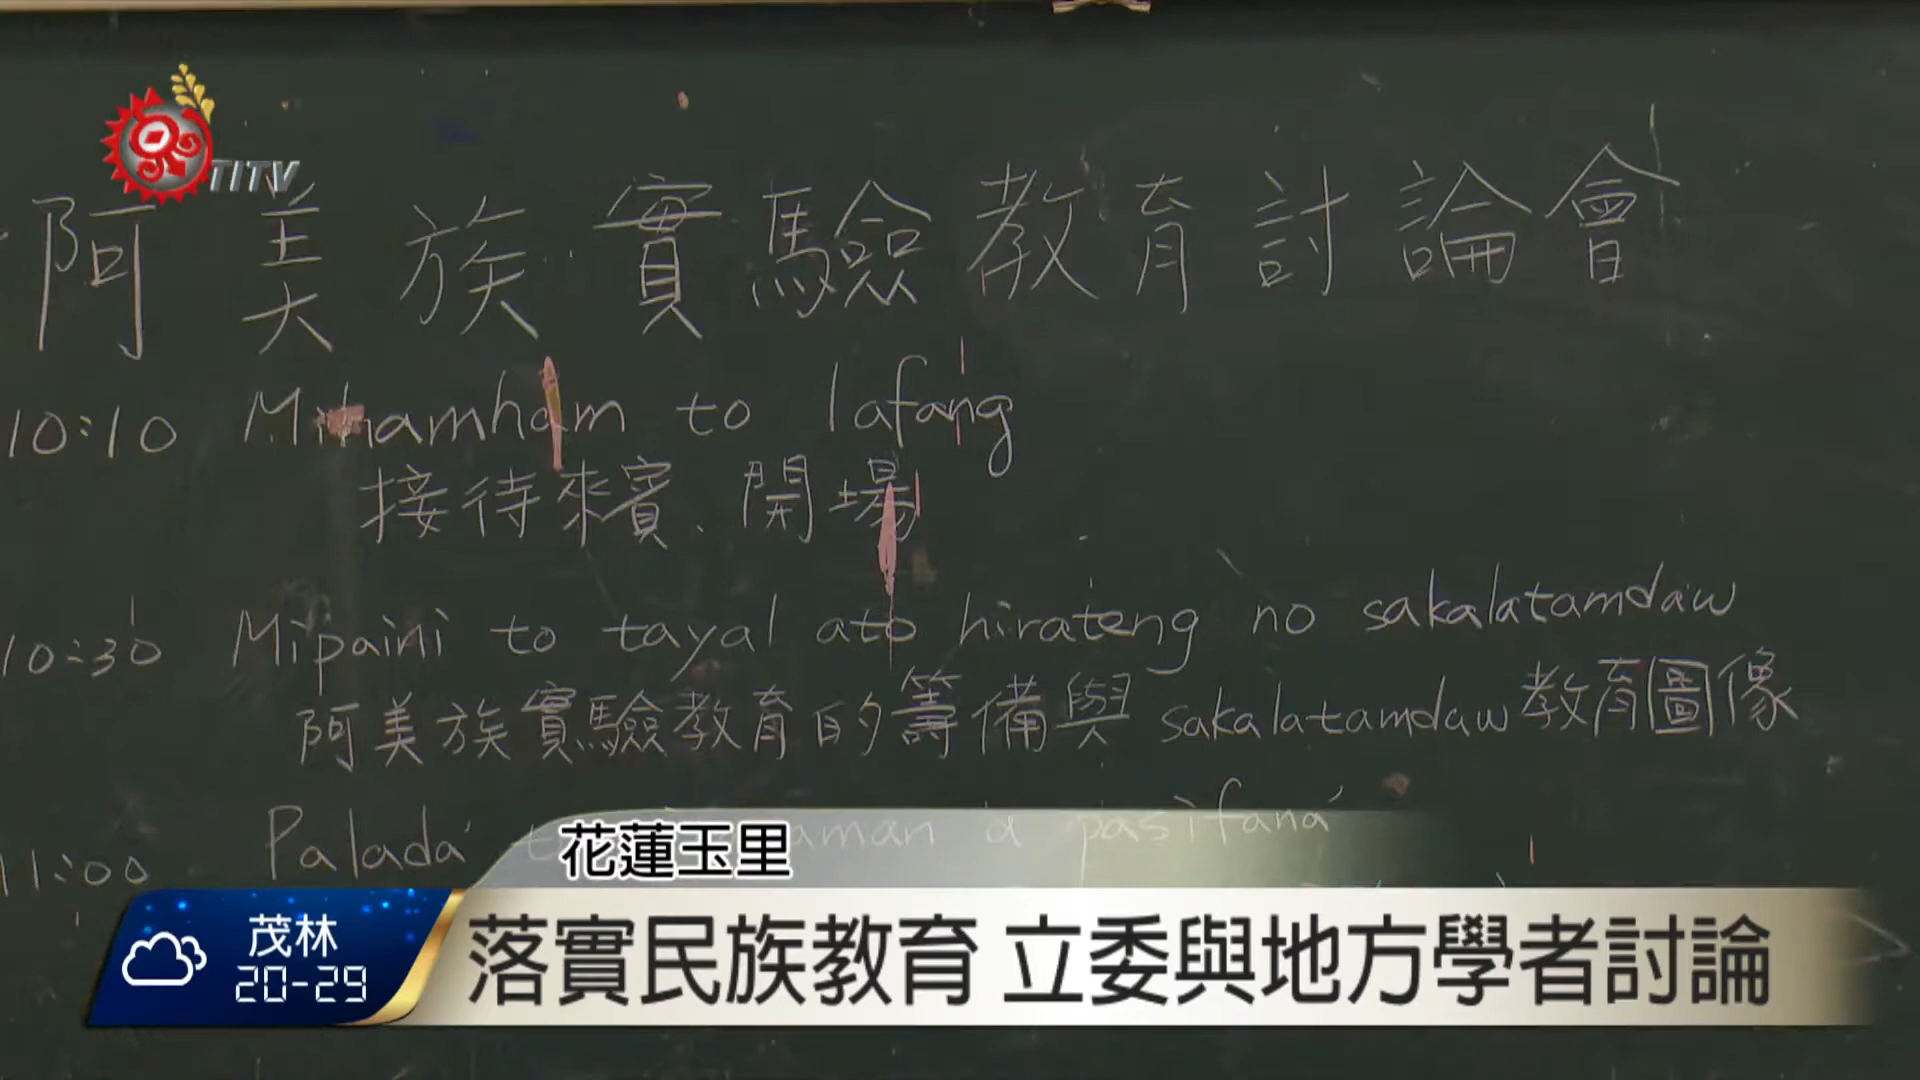 TITV
阿美族實驗教育討論會
10:10 Mihamham to lafang
接待來賓、開場
10:30 Mipaini to tayal ato hirateng no sakalatamdaw
阿美族實驗教育的籌備與 sakalatamdaw 教育圖像
11:00 Palada' aman a pasifana'
花蓮玉里
茂林
20-29
落實民族教育 立委與地方學者討論